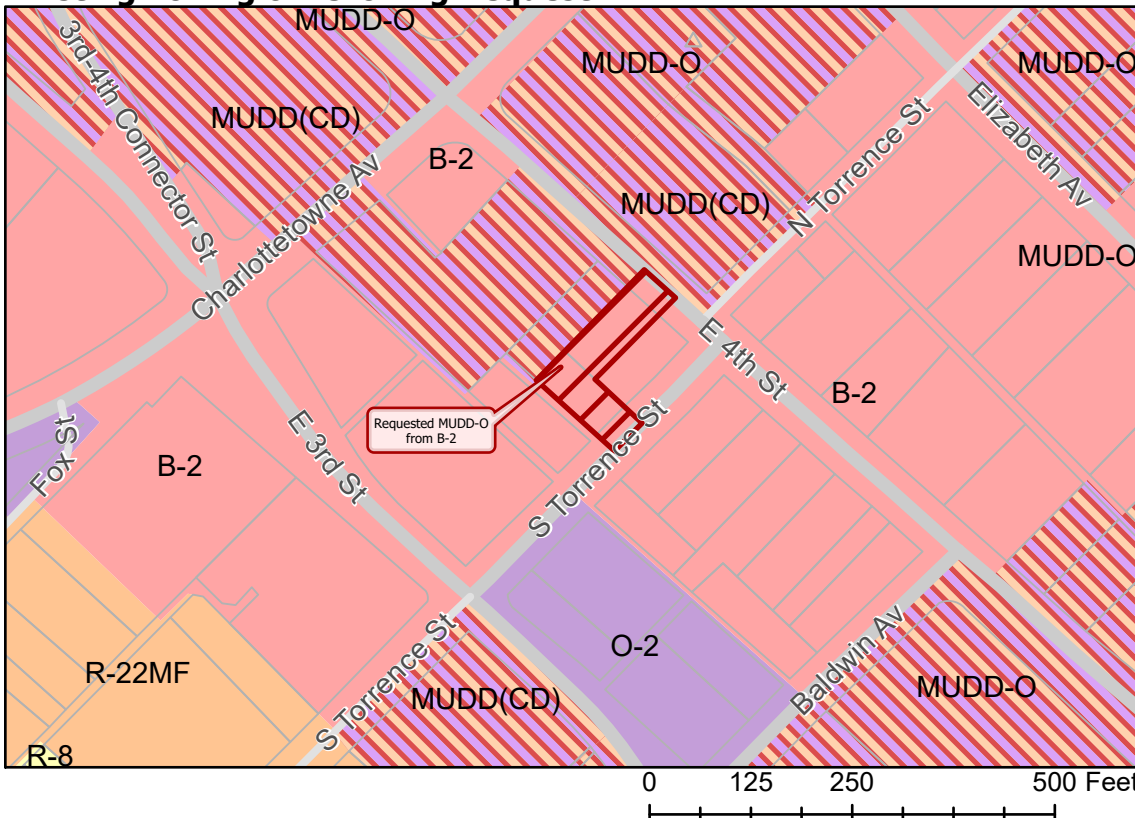 MUDD-O
3rd-4th Connector St
MUDD(CD)
MUDD-O
MUDD-O
Elizabeth Av
B-2
N Torrence St
MUDD(CD)
Charlottetowne Av
MUDD-O
E 4th St
B-2
Requested MUDD-O
from B-2
E 3rd St
S Torrence St
Fox St
B-2
O-2
R-22MF
S Torrence St
MUDD(CD)
Baldwin Av
MUDD-O
R-8
0 125 250 500 Feet